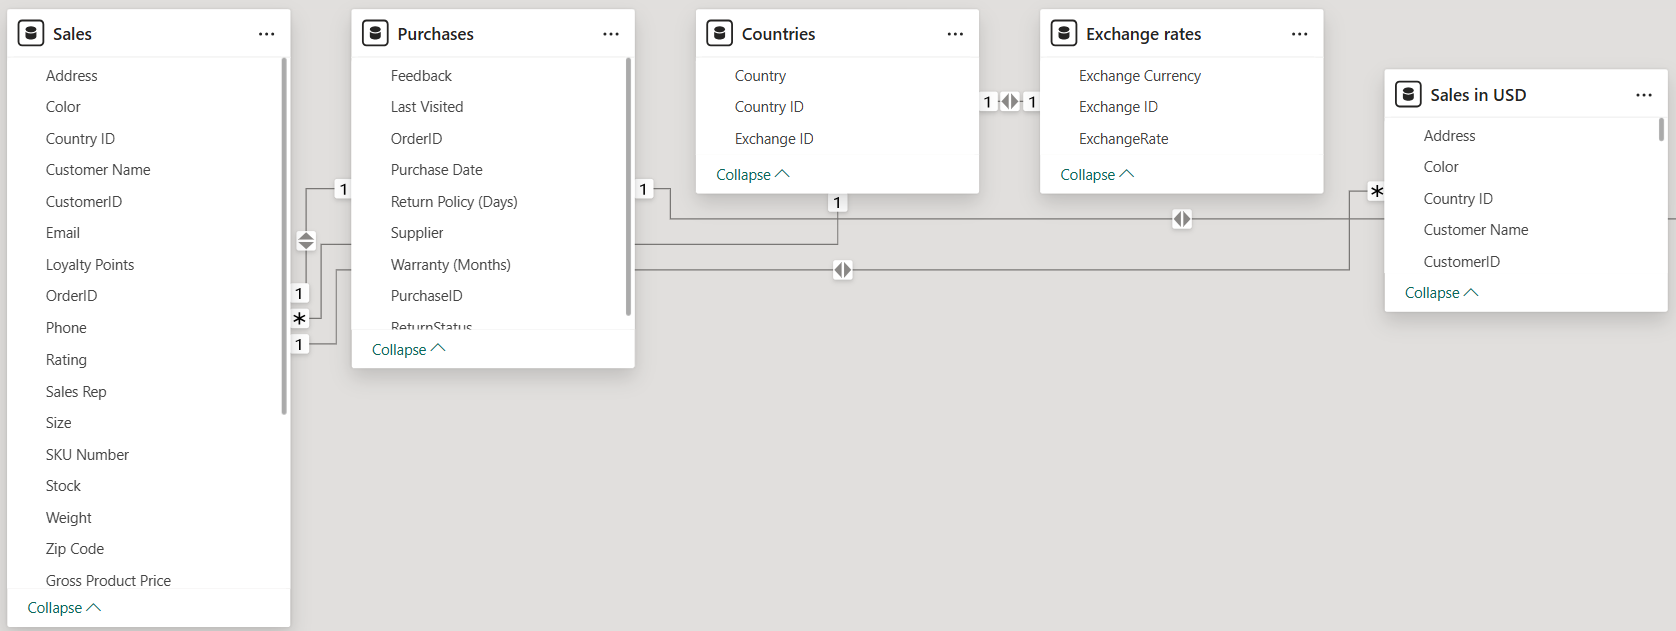 Sales
Address
Color
Country ID
Customer Name
CustomerID
Email
Loyalty Points
OrderID
Phone
Rating
Sales Rep
Size
SKU Number
Stock
Weight
Zip Code
Gross Product Price
Collapse
1
1
*
1
Purchases
Feedback
Last Visited
OrderID
Purchase Date
Return Policy (Days)
Supplier
Warranty (Months)
PurchaseID
ReturnStatus
Collapse
1
Countries
Country
Country ID
Exchange ID
Collapse
1
1
1
Exchange rates
Exchange Currency
Exchange ID
ExchangeRate
Collapse
*
Sales in USD
Address
Color
Country ID
Customer Name
CustomerID
Collapse